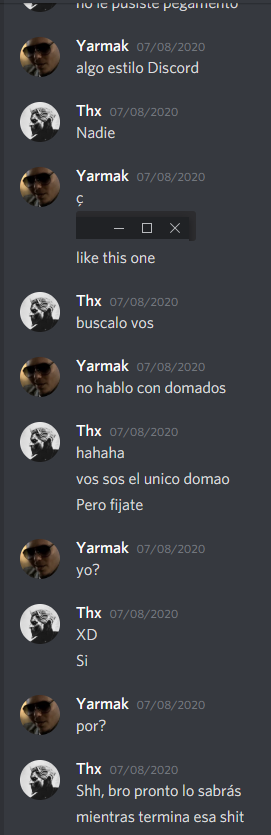 no le pusiste pegamento
Yarmak 07/08/2020
algo estilo Discord
Thx 07/08/2020
Nadie
Yarmak 07/08/2020
ç
like this one
Thx 07/08/2020
buscalo vos
Yarmak 07/08/2020
no hablo con domados
Thx 07/08/2020
hahaha
vos sos el unico domao
Pero fijate
Yarmak 07/08/2020
yo?
Thx 07/08/2020
XD
Si
Yarmak 07/08/2020
por?
Thx 07/08/2020
Shh, bro pronto lo sabrás
mientras termina esa shit